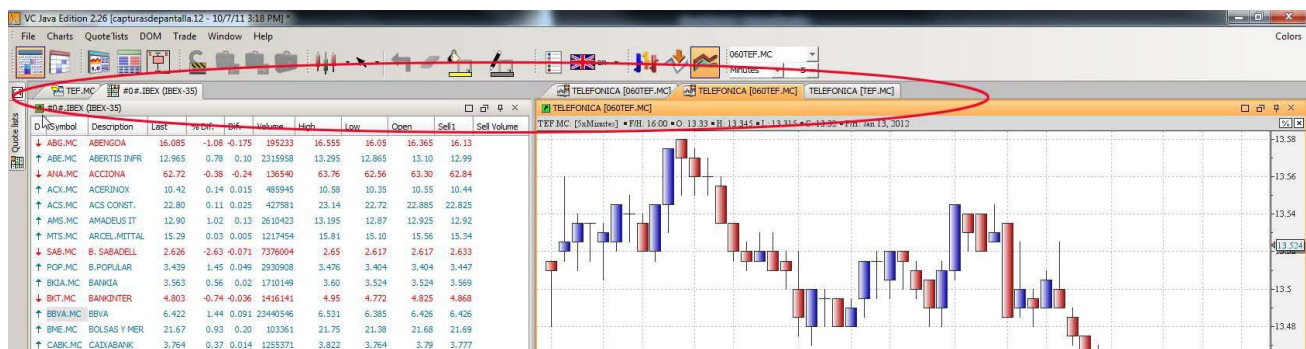 VC Java Edition 2.26 [capturasdepantalla.12 - 10/7/11 3:18 PM] *
File Charts Quote lists DOM Trade Window Help
Colors
060TEF.MC
Minutes 5
TEF.MC #0#.IBEX (IBEX-35)
TELEFONICA [060TEF.MC] TELEFONICA [060TEF.MC] TELEFONICA [TEF.MC]
#0#.IBEX (IBEX-35)
TELEFONICA [060TEF.MC]
Quote lists
D Symbol Description Last % Dif. Dif. Volume High Low Open Sell1 Sell Volume
TEF.MC: [5xMinutes] F/H: 16:00 O: 13.33 H: 13.345 L: 13.315 C: 13.33 F/H: Jan 13, 2012
ABG.MC ABENGOA 16.085 -1.08 -0.175 195233 16.555 16.05 16.365 16.13
ABE.MC ABERTIS INFR 12.965 0.78 0.10 2315958 13.295 12.865 13.10 12.99
ANA.MC ACCIONA 62.72 -0.38 -0.24 136540 63.76 62.56 63.30 62.84
ACX.MC ACERINOX 10.42 0.14 0.015 485945 10.58 10.35 10.55 10.44
ACS.MC ACS CONST. 22.80 0.11 0.025 427581 23.14 22.72 22.885 22.825
AMS.MC AMADEUS IT 12.90 1.02 0.13 2610423 13.195 12.87 12.925 12.92
MTS.MC ARCEL.MITTAL 15.29 0.03 0.005 1217454 15.81 15.10 15.56 15.34
SAB.MC B. SABADELL 2.626 -2.63 -0.071 7376004 2.65 2.617 2.617 2.633
POP.MC B.POPULAR 3.439 1.45 0.049 2930908 3.476 3.404 3.404 3.447
BKIA.MC BANKIA 3.563 0.56 0.02 1710149 3.60 3.524 3.524 3.569
BKT.MC BANKINTER 4.803 -0.74 -0.036 1416141 4.95 4.772 4.825 4.868
BBVA.MC BBVA 6.422 1.44 0.091 23440546 6.531 6.385 6.426 6.426
BME.MC BOLSAS Y MER 21.67 0.93 0.20 103361 21.75 21.38 21.68 21.69
CABK.MC CAIXABANK 3.764 0.37 0.014 1255371 3.822 3.764 3.79 3.777
13.58
13.56
13.54
13.524
13.5
13.48